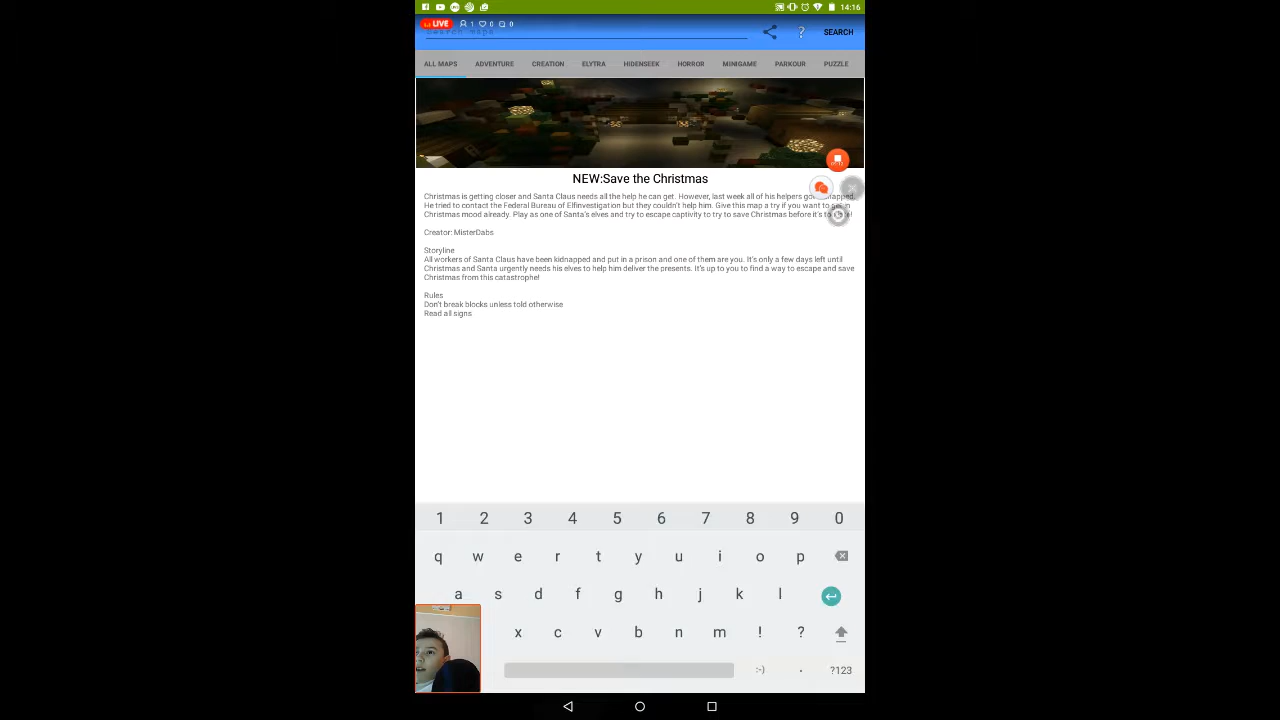 14:16
LIVE 1 0 0
Search maps
? SEARCH
ALL MAPS ADVENTURE CREATION ELYTRA HIDENSEEK HORROR MINIGAME PARKOUR PUZZLE
NEW:Save the Christmas
Christmas is getting closer and Santa Claus needs all the help he can get. However, last week all of his helpers
He tried to contact the Federal Bureau of Elfinvestigation but they couldn't help him. Give this map a try if you want to get in
Christmas mood already. Play as one of Santa's elves and try to escape captivity to try to save Christmas before it's
Creator: MisterDabs
Storyline
All workers of Santa Claus have been kidnapped and put in a prison and one of them are you. It's only a few days left until
Christmas and Santa urgently needs his elves to help him deliver the presents. It's up to you to find a way to escape and save
Christmas from this catastrophe!
Rules
Don't break blocks unless told otherwise
Read all signs
1 2 3 4 5 6 7 8 9 0
q w e r t y u i o p
a s d f g h j k l
x c v b n m ! ?
:-) . ?123